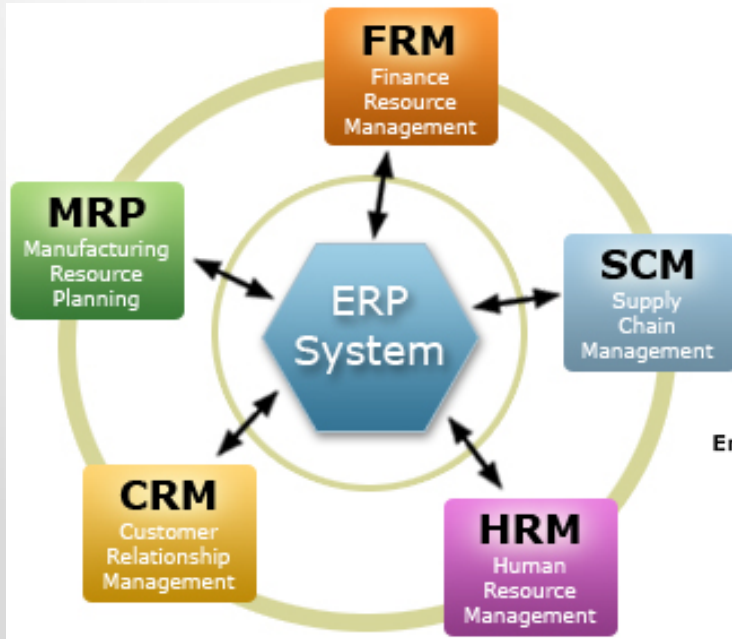 FRM
Finance
Resource
Management
MRP
Manufacturing
Resource
Planning
SCM
Supply
Chain
Management
ERP
System
CRM
Customer
Relationship
Management
HRM
Human
Resource
Management